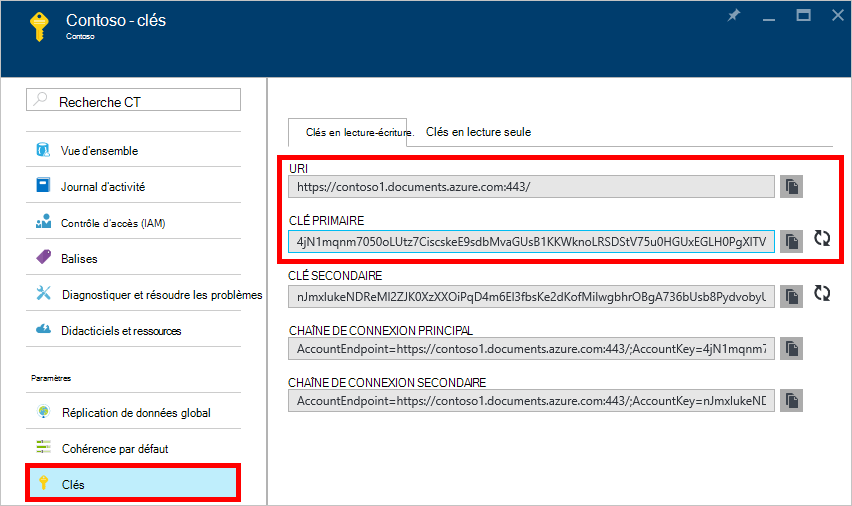 Contoso - clés
Contoso
Recherche CT
Vue d'ensemble
Journal d'activité
Contrôle d'accès (IAM)
Balises
Diagnostiquer et résoudre les problèmes
Didacticiels et ressources
Paramètres
Réplication de données global
Cohérence par défaut
Clés
Clés en lecture-écriture.
Clés en lecture seule
URI
https://contoso1.documents.azure.com:443/
CLÉ PRIMAIRE
4jN1mqnm7050oLUtz7CiscskeE9sdbMvaGUsB1KKWknoLRSDStV75u0HGUxEGLH0PgXlTV
CLÉ SECONDAIRE
nJmxlukeNDReMl2ZJK0XzXXOiPqD4m6El3fbsKe2dKofMilwgbhrOBgA736bUsb8PydvobyU
CHAÎNE DE CONNEXION PRINCIPAL
AccountEndpoint=https://contoso1.documents.azure.com:443/;AccountKey=4jN1mqnm7
CHAÎNE DE CONNEXION SECONDAIRE
AccountEndpoint=https://contoso1.documents.azure.com:443/;AccountKey=nJmxlukeND